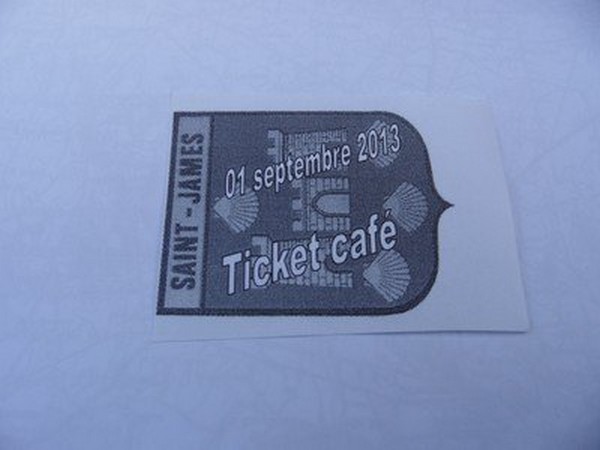 SAINT-JAMES
01 septembre 2013
Ticket café